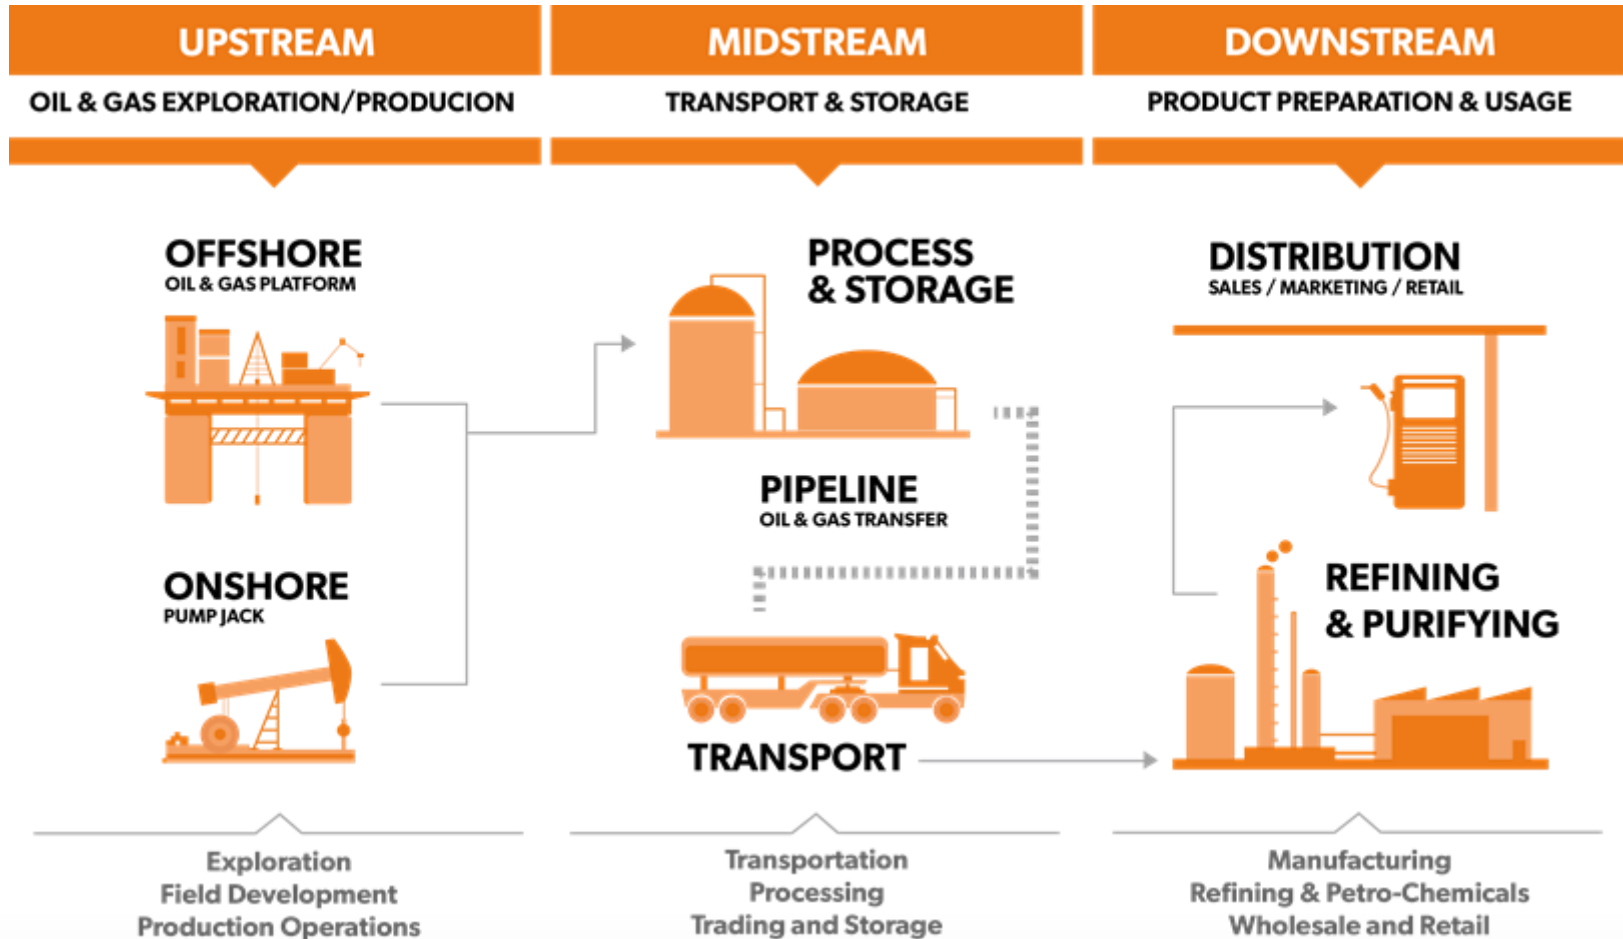 UPSTREAM
OIL & GAS EXPLORATION/PRODUCION
OFFSHORE
OIL & GAS PLATFORM
ONSHORE
PUMP JACK
Exploration
Field Development
Production Operations
MIDSTREAM
TRANSPORT & STORAGE
PROCESS
& STORAGE
PIPELINE
OIL & GAS TRANSFER
TRANSPORT
Transportation
Processing
Trading and Storage
DOWNSTREAM
PRODUCT PREPARATION & USAGE
DISTRIBUTION
SALES / MARKETING / RETAIL
REFINING
& PURIFYING
Manufacturing
Refining & Petro-Chemicals
Wholesale and Retail